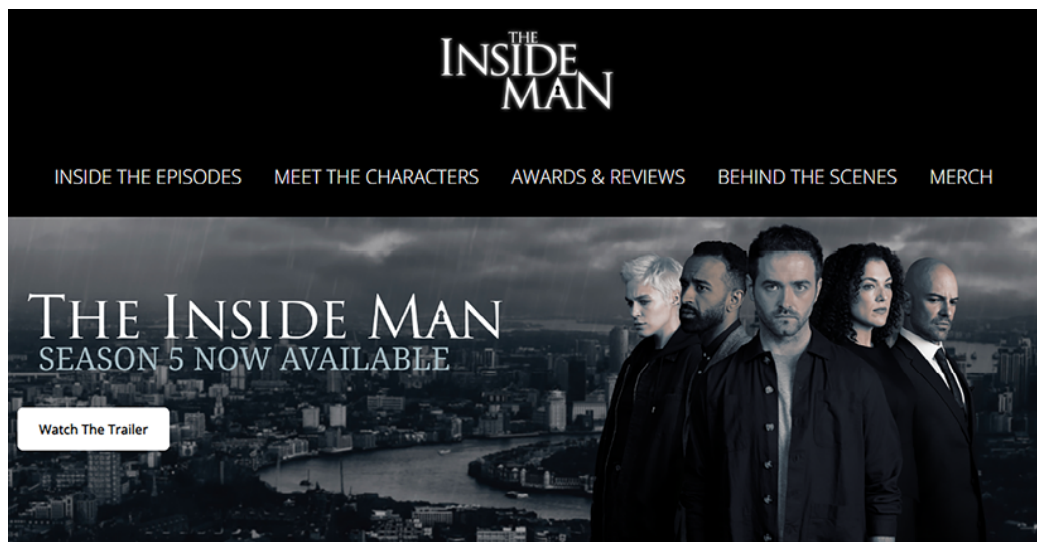 THE
INSIDE
MAN
INSIDE THE EPISODES MEET THE CHARACTERS AWARDS & REVIEWS BEHIND THE SCENES MERCH
THE INSIDE MAN
SEASON 5 NOW AVAILABLE
Watch The Trailer